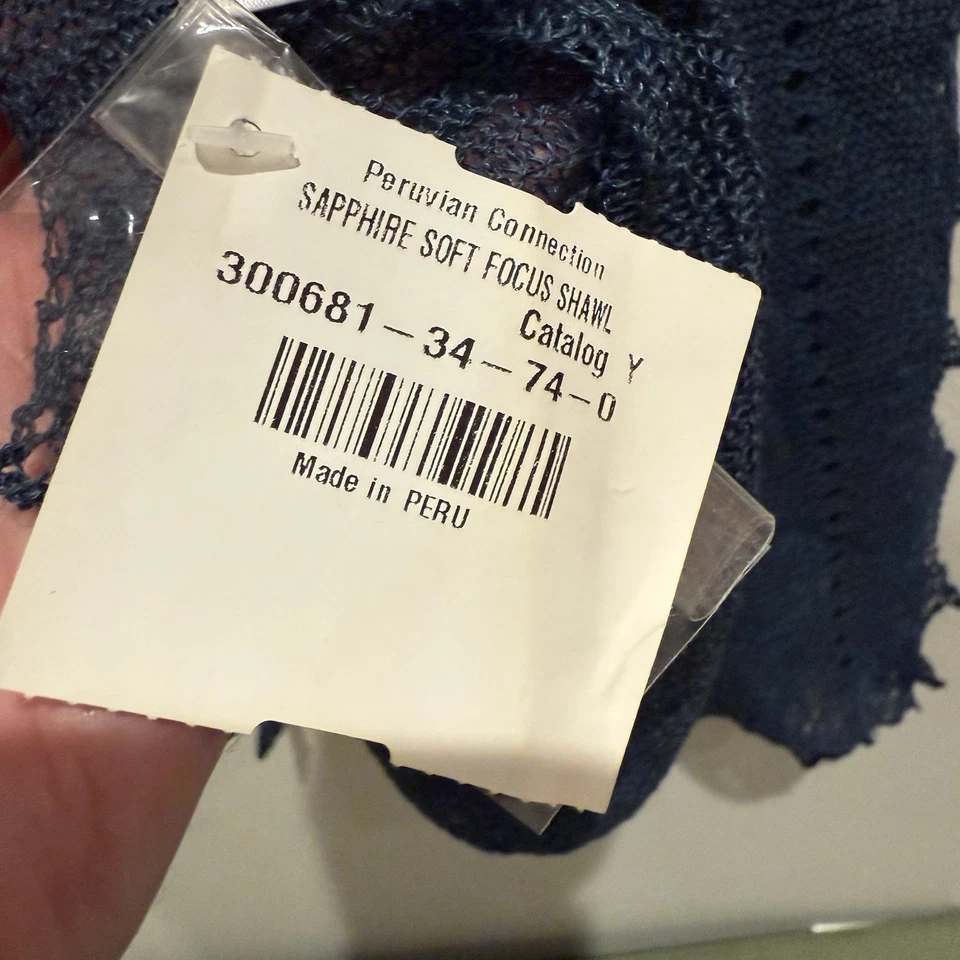 Peruvian Connection
SAPPHIRE SOFT FOCUS SHAWL
Catalog Y
300681-34-74-0
Made in PERU